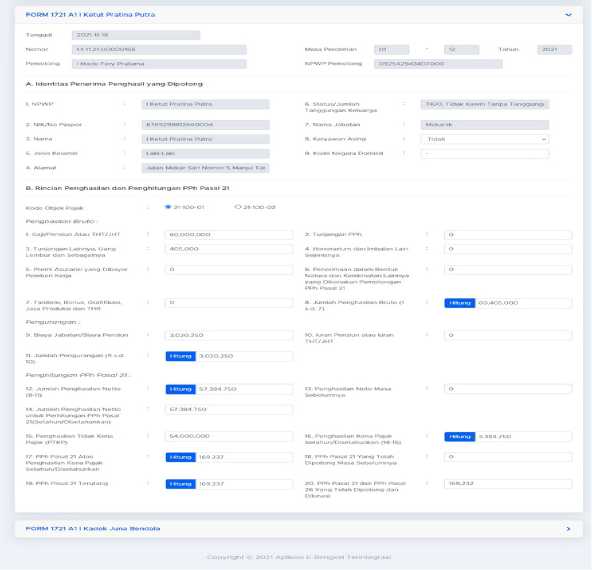 FORM 1721 A1 I Ketut Pratina Putra
Tanggal 2021-11-18
Nomor
Masa Perolehan 01 - 12 Tahun 2021
Pemotong I Made Fery Pratama
NPWP Pemotong
A. Identitas Penerima Penghasil yang Dipotong
1. NPWP : I Ketut Pratina Putra
6. Status/Jumlah Tanggungan Keluarga : TK/0, Tidak Kawin Tanpa Tanggung
2. NIK/No Paspor :
7. Nama Jabatan : Mekanik
3. Nama : I Ketut Pratina Putra
8. Karyawan Asing : Tidak
5. Jenis Kelamin : Laki-Laki
9. Kode Negara Domisili : -
4. Alamat : Jalan Mekar Sari Nomor 5
B. Rincian Penghasilan dan Penghitungan PPh Pasal 21
Kode Objek Pajak : 21-100-01 21-100-02
Penghasilan Bruto :
1. Gaji/Pensiun Atau THT/JHT : 60,000,000
2. Tunjangan PPh : 0
3. Tunjangan Lainnya, Uang Lembur dan Sebagainya : 405,000
4. Honorarium dan Imbalan Lain Sejenisnya : 0
5. Premi Asuransi yang Dibayar Pemberi Kerja : 0
6. Penerimaan dalam Bentuk Natura dan Kenikmatan Lainnya yang Dikenakan Pemotongan PPh Pasal 21 : 0
7. Tantiem, Bonus, Gratifikasi, Jasa Produksi dan THR : 0
8. Jumlah Penghasilan Bruto (1 s.d. 7) : Hitung 60,405,000
Pengurangan :
9. Biaya Jabatan/Biaya Pensiun : 3,020,250
10. Iuran Pensiun atau Iuran THT/JHT : 0
11. Jumlah Pengurangan (9 s.d. 10) : Hitung 3,020,250
Penghitungan PPh Pasal 21 :
12. Jumlah Penghasilan Netto (8-11) : Hitung 57,384,750
13. Penghasilan Neto Masa Sebelumnya : 0
14. Jumlah Penghasilan Netto untuk Perhitungan PPh Pasal 21(Setahun/Disetahunkan) : 57,384,750
15. Penghasilan Tidak Kena Pajak (PTKP) : 54,000,000
16. Penghasilan Kena Pajak Setahun/Disetahunkan (14-15) : Hitung 3,384,750
17. PPh Pasal 21 Atas Penghasilan Kena Pajak Setahun/Disetahunkan : Hitung 169,237
18. PPh Pasal 21 Yang Telah Dipotong Masa Sebelumnya : 0
19. PPh Pasal 21 Terutang : Hitung 169,237
20. PPh Pasal 21 dan PPh Pasal 26 Yang Telah Dipotong dan Dilunasi : 169,237
FORM 1721 A1 I Kadek Juna Bendola
Copyright © 2021 Aplikasi E-Bengkel Terintegrasi